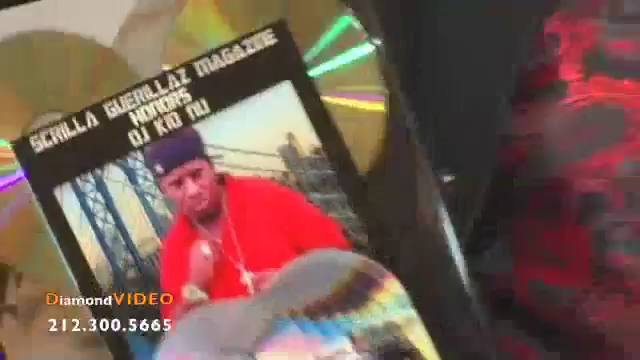 SCRILLA GUERILLAZ MAGAZINE
HONORS
DJ KID NU
DiamondVIDEO
212.300.5665